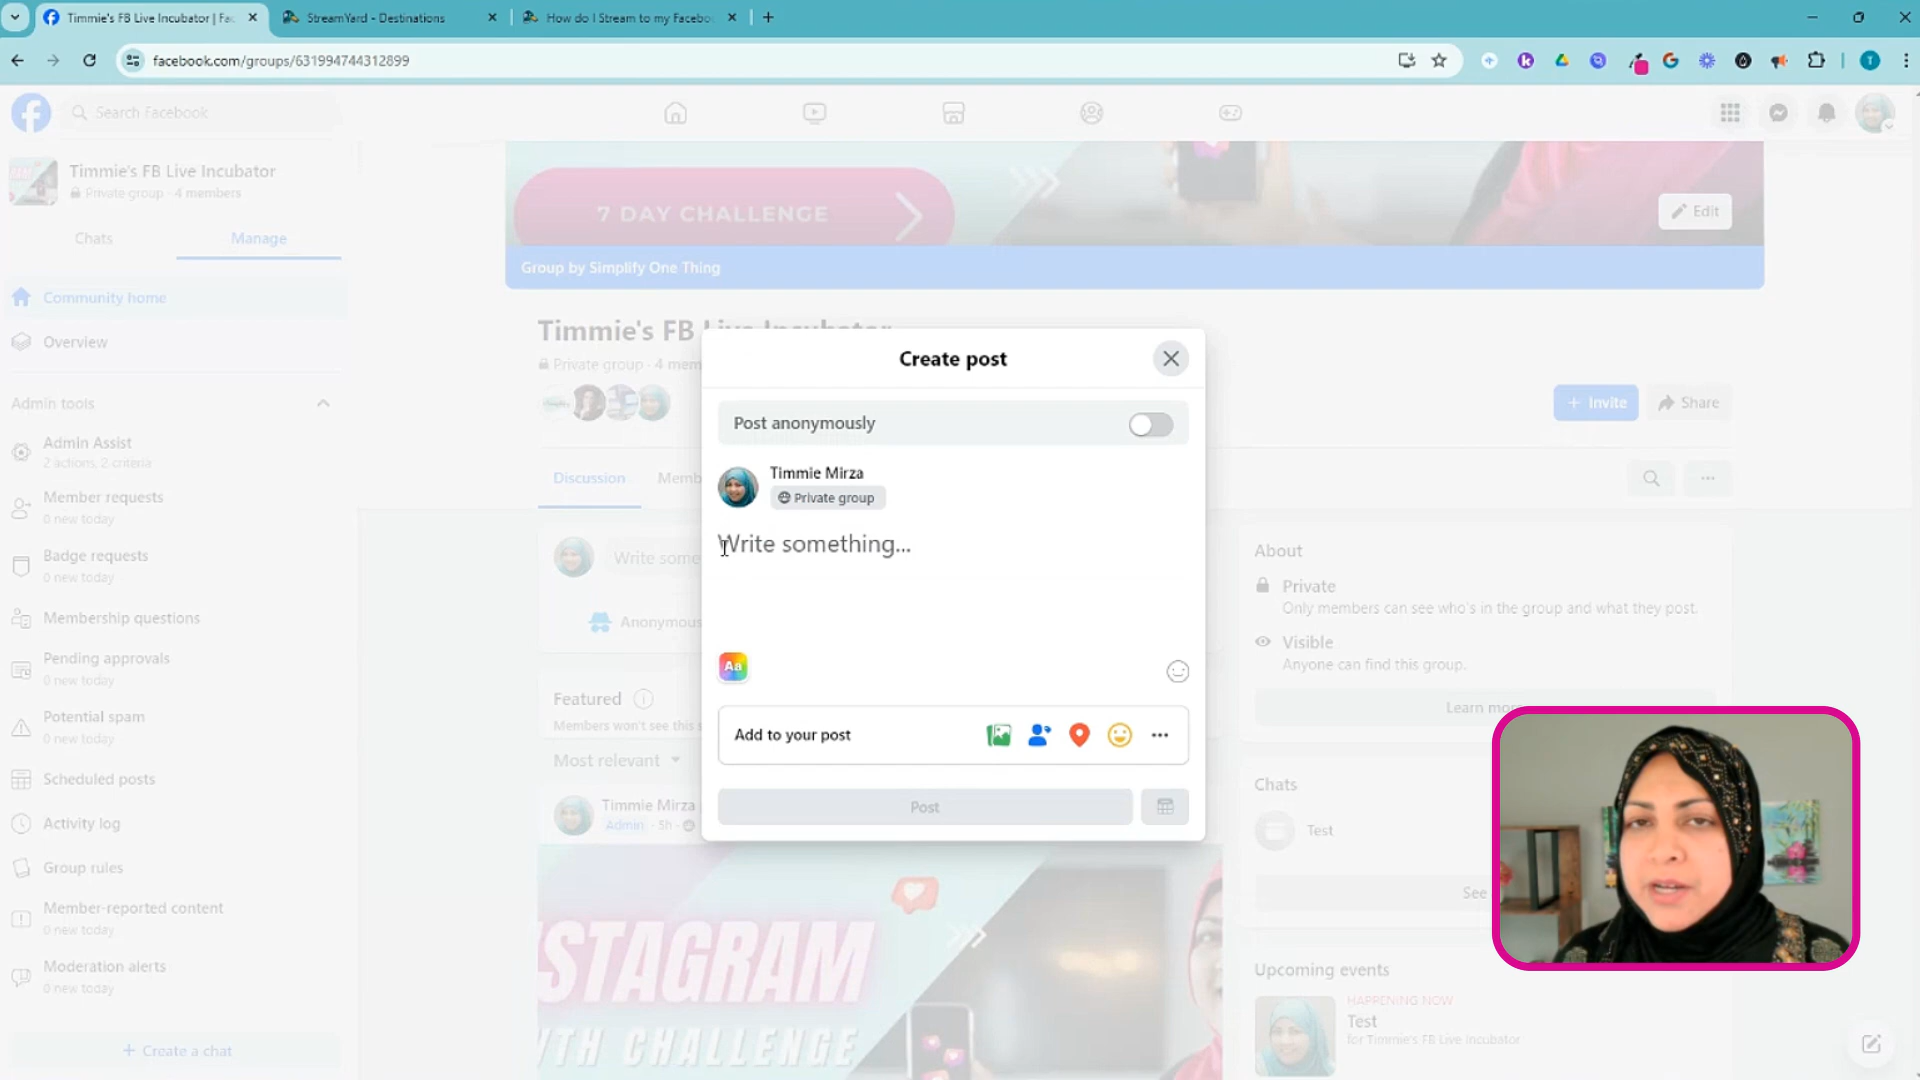 Timmie's FB Live Incubator | Fac
StreamYard - Destinations
How do I Stream to my Facebo
facebook.com/groups/631994744312899
T
Search Facebook
Timmie's FB Live Incubator
Private group · 4 members
Chats
Manage
Community home
Overview
Admin tools
Admin Assist
2 actions, 2 criteria
Member requests
0 new today
Badge requests
0 new today
Membership questions
Pending approvals
0 new today
Potential spam
0 new today
Scheduled posts
Activity log
Group rules
Member-reported content
0 new today
Moderation alerts
0 new today
+ Create a chat
7 DAY CHALLENGE
Edit
Group by Simplify One Thing
Timmie's FB Live Incubator
Private group · 4 mem
+ Invite
Share
Discussion
Memb
Write some
Anonymous
Featured
Members won't see this s
Most relevant
Timmie Mirza
Admin · 5h ·
STAGRAM
WTH CHALLENGE
Create post
Post anonymously
Timmie Mirza
Private group
Write something...
Aa
Add to your post
Post
About
Private
Only members can see who's in the group and what they post.
Visible
Anyone can find this group.
Learn more
Chats
Test
See
Upcoming events
HAPPENING NOW
Test
for Timmie's FB Live Incubator